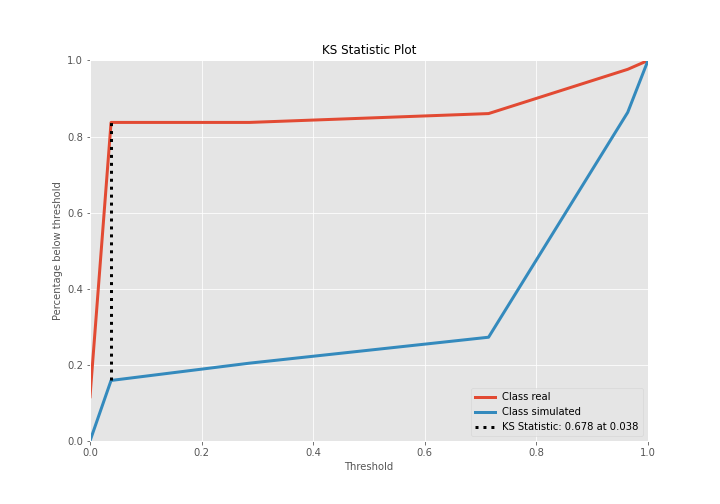 KS Statistic Plot
1.0
0.8
0.6
0.4
0.2
0.0
Percentage below threshold
0.0 0.2 0.4 0.6 0.8 1.0
Threshold
Class real
Class simulated
KS Statistic: 0.678 at 0.038